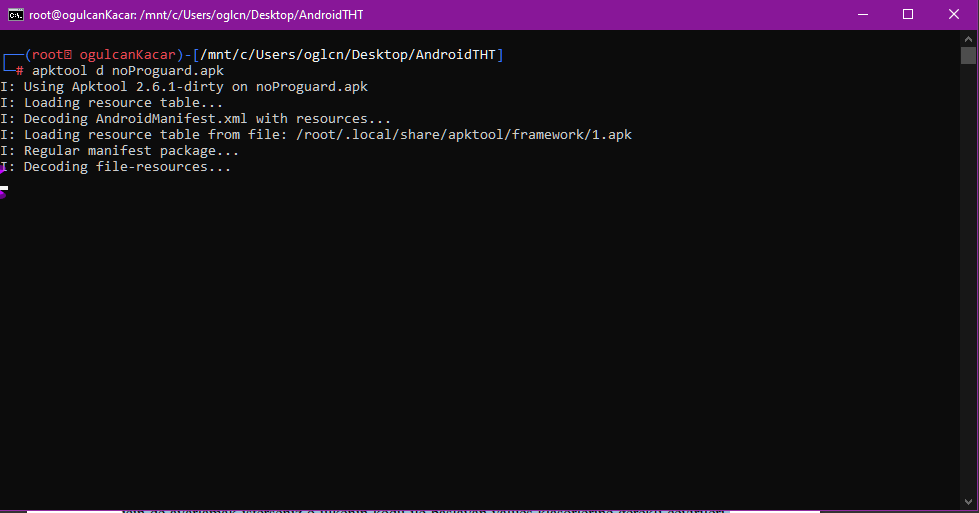 root@ogulcanKacar: /mnt/c/Users/oglcn/Desktop/AndroidTHT
┌──(root ogulcanKacar)-[/mnt/c/Users/oglcn/Desktop/AndroidTHT]
└─# apktool d noProguard.apk
I: Using Apktool 2.6.1-dirty on noProguard.apk
I: Loading resource table...
I: Decoding AndroidManifest.xml with resources...
I: Loading resource table from file: /root/.local/share/apktool/framework/1.apk
I: Regular manifest package...
I: Decoding file-resources...